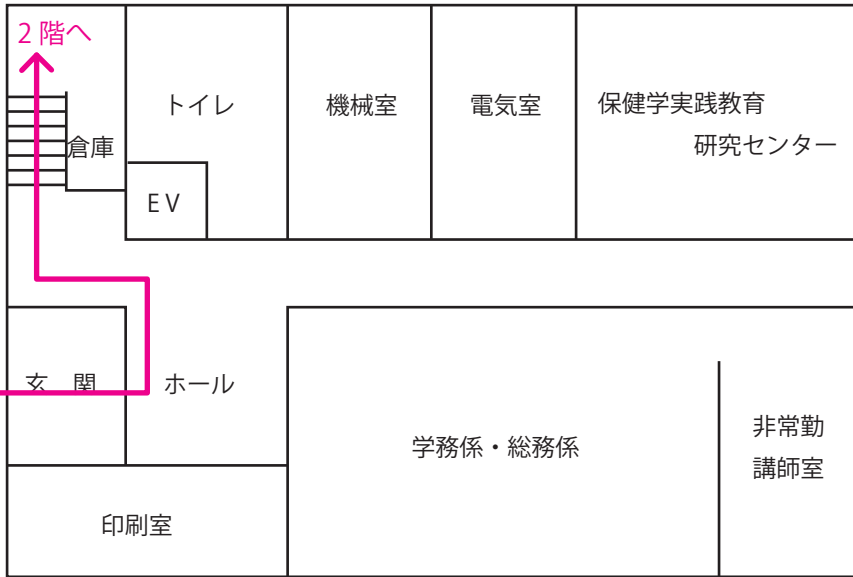 2 階へ
トイレ
機械室
電気室
保健学実践教育
研究センター
倉庫
EV
玄　関
ホール
学務係・総務係
非常勤
講師室
印刷室